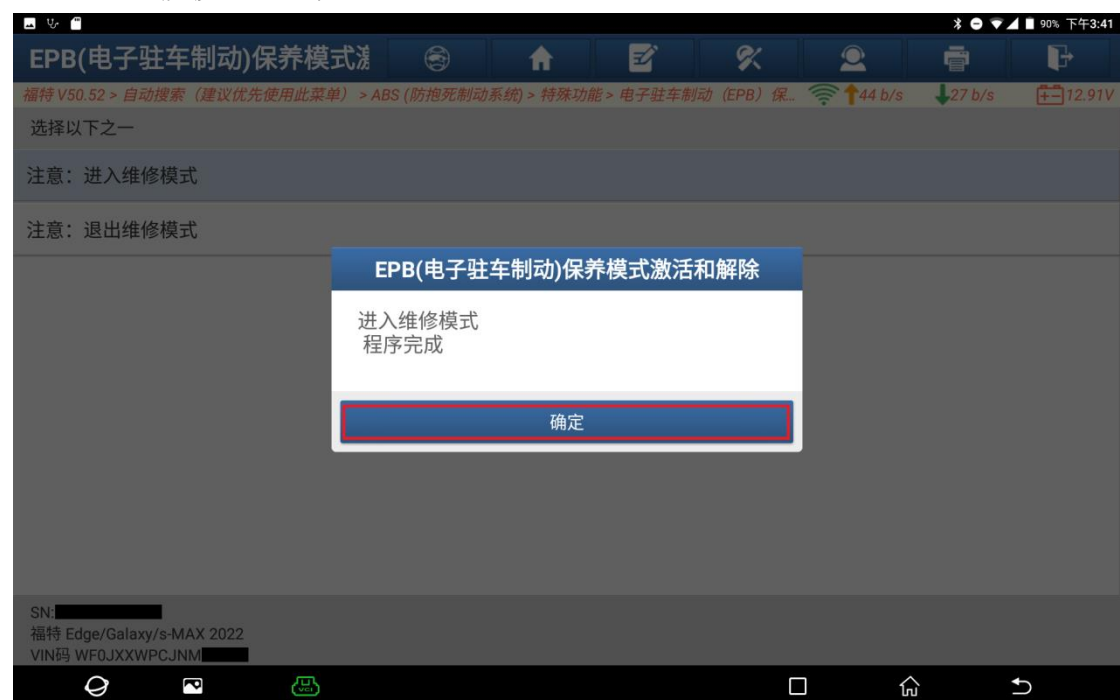 90% 下午3:41
EPB(电子驻车制动)保养模式激
福特 V50.52 > 自动搜索（建议优先使用此菜单）> ABS (防抱死制动系统) > 特殊功能 > 电子驻车制动（EPB）保... 44 b/s 27 b/s 12.91V
选择以下之一
注意：进入维修模式
注意：退出维修模式
EPB(电子驻车制动)保养模式激活和解除
进入维修模式
程序完成
确定
SN:
福特 Edge/Galaxy/s-MAX 2022
VIN码 WF0JXXWPCJNM
VCI